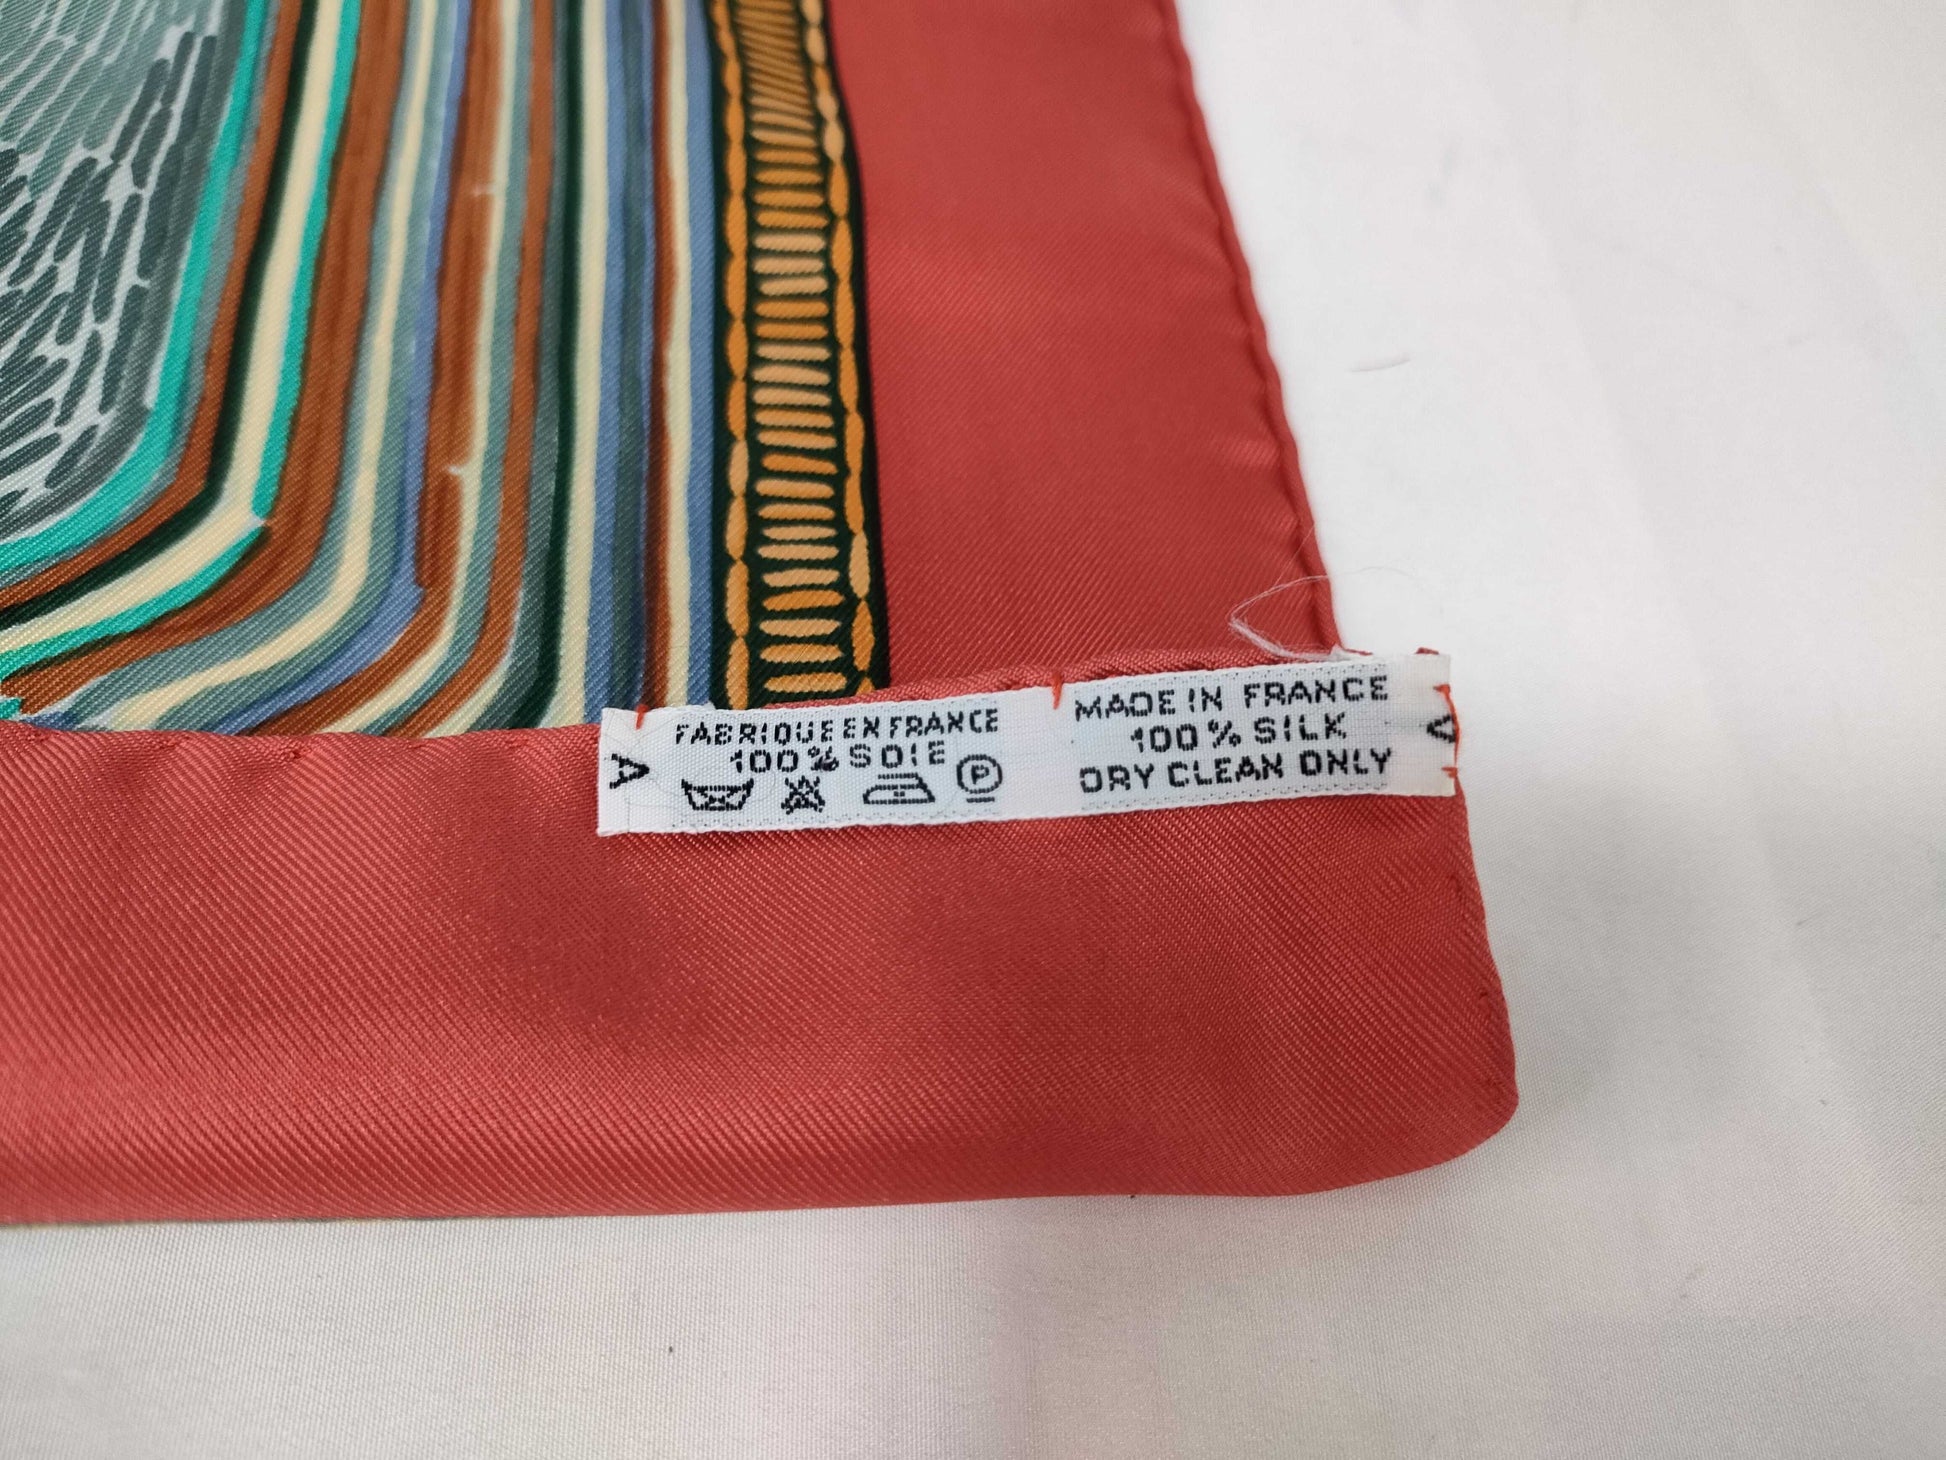 A
FABRIQUE EN FRANCE
100% SOIE
P
MADE IN FRANCE
100% SILK
DRY CLEAN ONLY
A